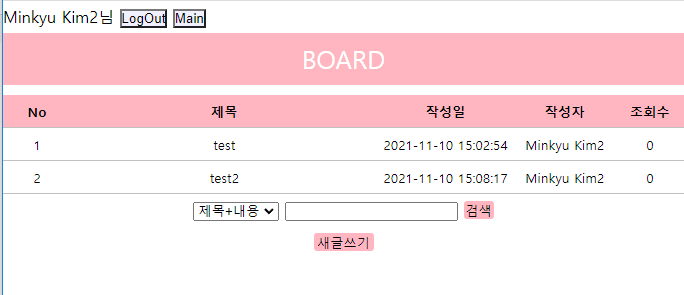 Minkyu Kim2님 LogOut Main
BOARD
No 제목 작성일 작성자 조회수
1 test 2021-11-10 15:02:54 Minkyu Kim2 0
2 test2 2021-11-10 15:08:17 Minkyu Kim2 0
제목+내용 검색
새글쓰기